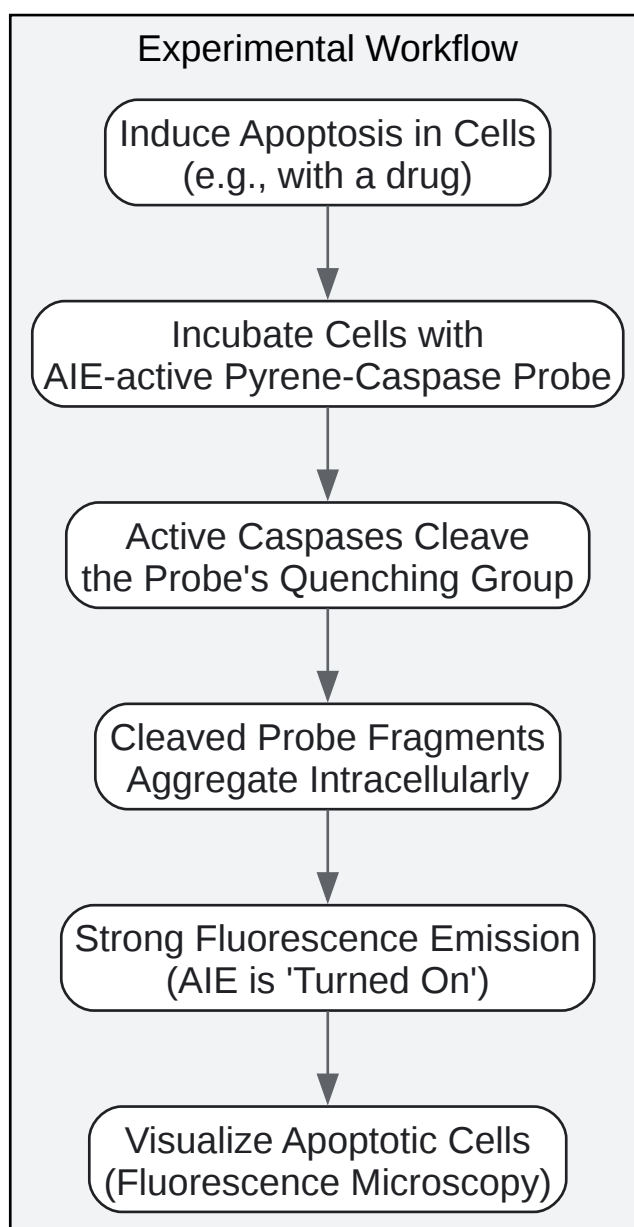 Experimental Workflow
Induce Apoptosis in Cells
(e.g., with a drug)
Incubate Cells with
AIE-active Pyrene-Caspase Probe
Active Caspases Cleave
the Probe's Quenching Group
Cleaved Probe Fragments
Aggregate Intracellularly
Strong Fluorescence Emission
(AIE is 'Turned On')
Visualize Apoptotic Cells
(Fluorescence Microscopy)